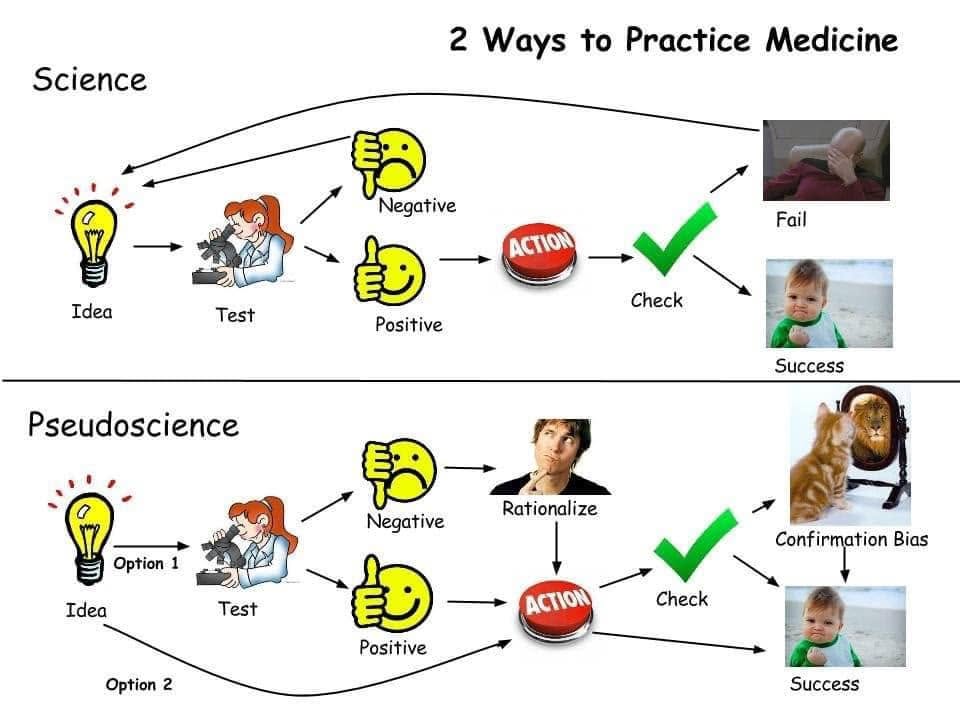 2 Ways to Practice Medicine
Science
Idea
Test
Negative
Positive
ACTION
Check
Fail
Success
Pseudoscience
Idea
Option 1
Option 2
Test
Negative
Positive
Rationalize
ACTION
Check
Confirmation Bias
Success